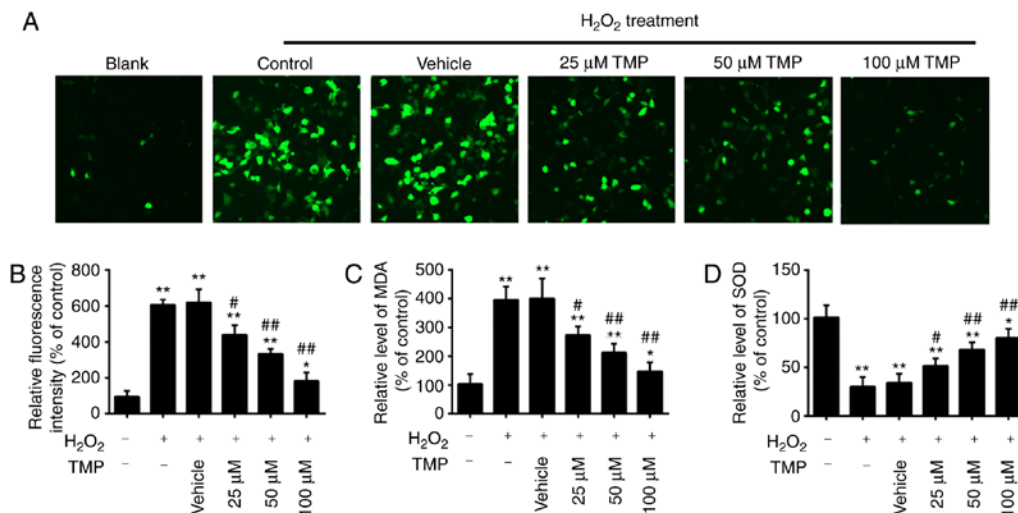 A
H₂O₂ treatment
Blank
Control
Vehicle
25 μM TMP
50 μM TMP
100 μM TMP
B
Relative fluorescence
intensity (% of control)
800
600
400
200
0
**
**
#
**
##
**
##
*
H₂O₂
− + + + + +
TMP
− − Vehicle 25 μM 50 μM 100 μM
C
Relative level of MDA
(% of control)
500
400
300
200
100
0
**
**
#
**
##
**
##
*
H₂O₂
− + + + + +
TMP
− − Vehicle 25 μM 50 μM 100 μM
D
Relative level of SOD
(% of control)
150
100
50
0
**
**
#
**
##
**
##
*
H₂O₂
− + + + + +
TMP
− − Vehicle 25 μM 50 μM 100 μM